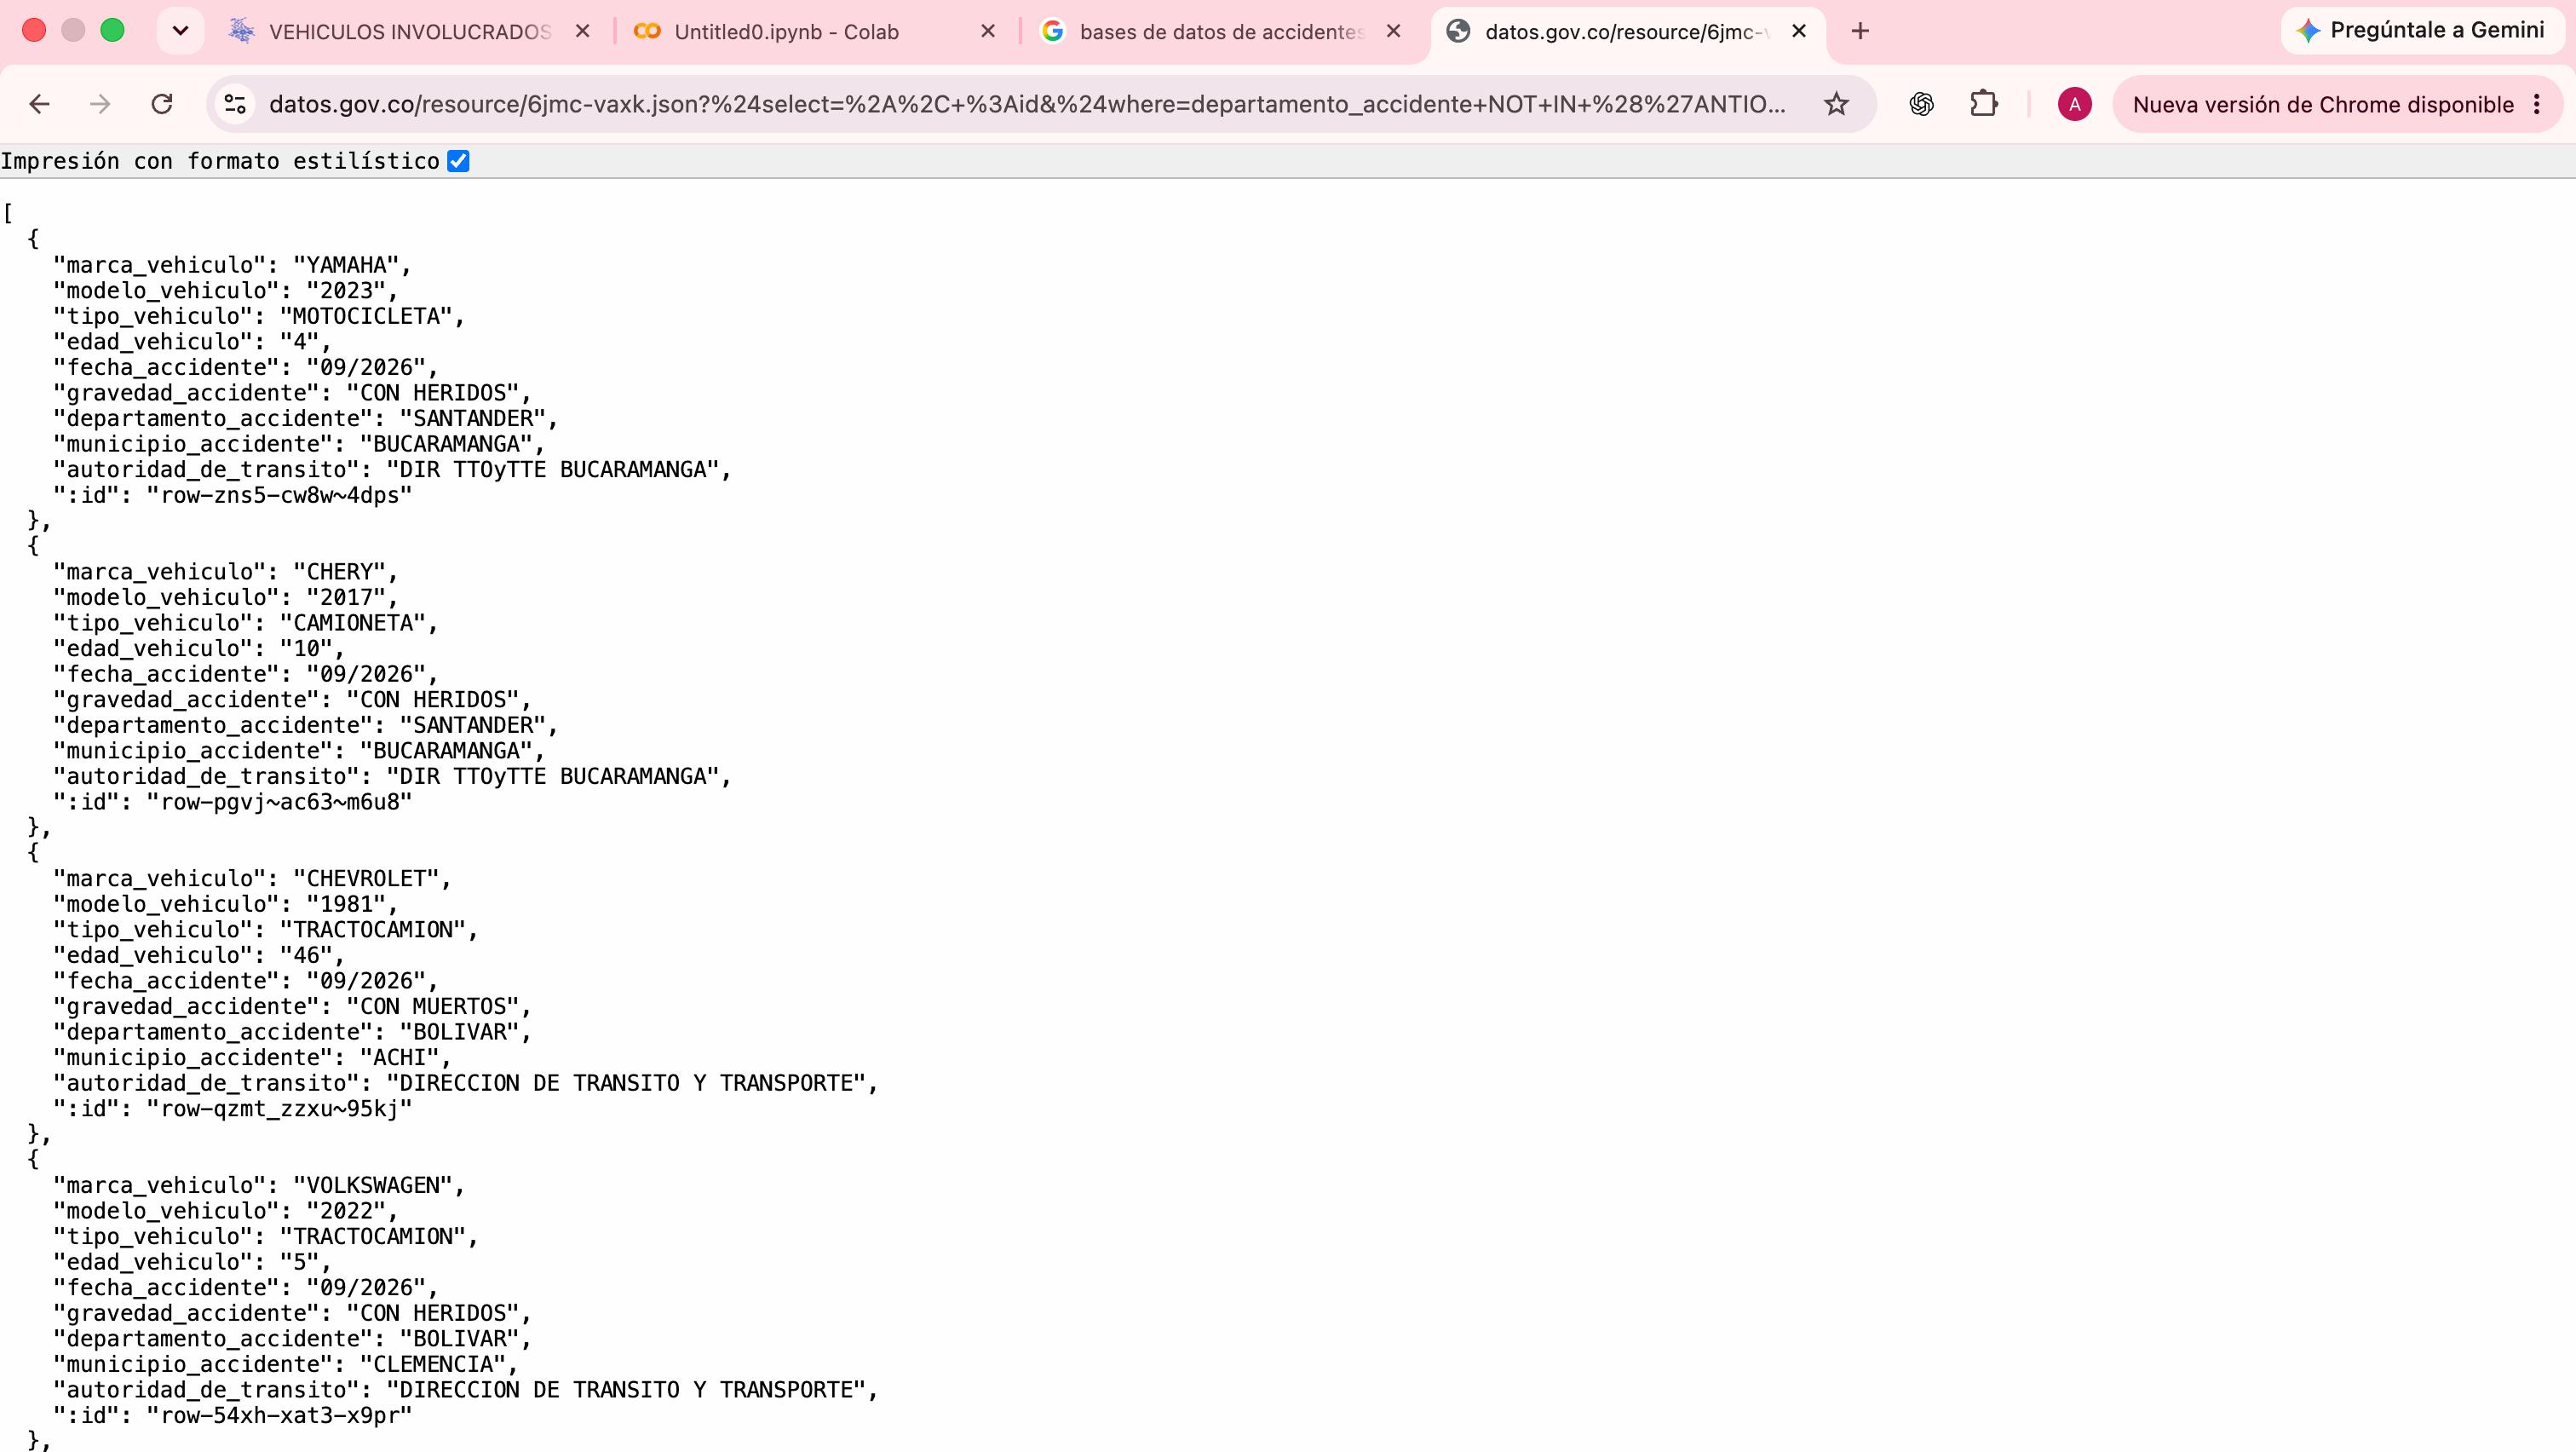 VEHICULOS INVOLUCRADOS
Untitled0.ipynb - Colab
bases de datos de accidentes
datos.gov.co/resource/6jmc-v
Pregúntale a Gemini
datos.gov.co/resource/6jmc-vaxk.json?%24select=%2A%2C+%3Aid&%24where=departamento_accidente+NOT+IN+%28%27ANTIO...
A
Nueva versión de Chrome disponible
Impresión con formato estilístico
[
{
"marca_vehiculo": "YAMAHA",
"modelo_vehiculo": "2023",
"tipo_vehiculo": "MOTOCICLETA",
"edad_vehiculo": "4",
"fecha_accidente": "09/2026",
"gravedad_accidente": "CON HERIDOS",
"departamento_accidente": "SANTANDER",
"municipio_accidente": "BUCARAMANGA",
"autoridad_de_transito": "DIR TTOyTTE BUCARAMANGA",
":id": "row-zns5-cw8w~4dps"
},
{
"marca_vehiculo": "CHERY",
"modelo_vehiculo": "2017",
"tipo_vehiculo": "CAMIONETA",
"edad_vehiculo": "10",
"fecha_accidente": "09/2026",
"gravedad_accidente": "CON HERIDOS",
"departamento_accidente": "SANTANDER",
"municipio_accidente": "BUCARAMANGA",
"autoridad_de_transito": "DIR TTOyTTE BUCARAMANGA",
":id": "row-pgvj~ac63~m6u8"
},
{
"marca_vehiculo": "CHEVROLET",
"modelo_vehiculo": "1981",
"tipo_vehiculo": "TRACTOCAMION",
"edad_vehiculo": "46",
"fecha_accidente": "09/2026",
"gravedad_accidente": "CON MUERTOS",
"departamento_accidente": "BOLIVAR",
"municipio_accidente": "ACHI",
"autoridad_de_transito": "DIRECCION DE TRANSITO Y TRANSPORTE",
":id": "row-qzmt_zzxu~95kj"
},
{
"marca_vehiculo": "VOLKSWAGEN",
"modelo_vehiculo": "2022",
"tipo_vehiculo": "TRACTOCAMION",
"edad_vehiculo": "5",
"fecha_accidente": "09/2026",
"gravedad_accidente": "CON HERIDOS",
"departamento_accidente": "BOLIVAR",
"municipio_accidente": "CLEMENCIA",
"autoridad_de_transito": "DIRECCION DE TRANSITO Y TRANSPORTE",
":id": "row-54xh-xat3-x9pr"
},